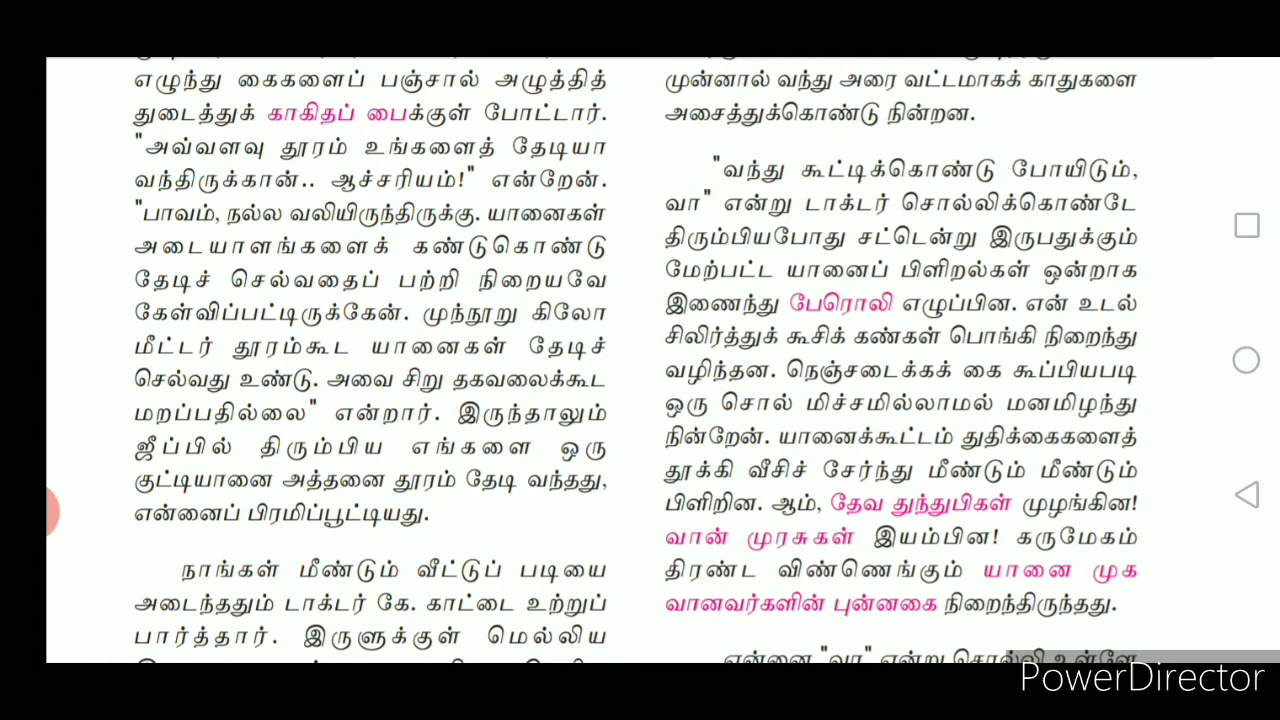 எழுந்து கைகளைப் பஞ்சால் அழுத்தித்
துடைத்துக் காகிதப் பைக்குள் போட்டார்.
"அவ்வளவு தூரம் உங்களைத் தேடியா
வந்திருக்கான்.. ஆச்சரியம்!" என்றேன்.
"பாவம், நல்ல வலியிருந்திருக்கு. யானைகள்
அடையாளங்களைக் கண்டுகொண்டு
தேடிச் செல்வதைப் பற்றி நிறையவே
கேள்விப்பட்டிருக்கேன். முந்நூறு கிலோ
மீட்டர் தூரம்கூட யானைகள் தேடிச்
செல்வது உண்டு. அவை சிறு தகவலைக்கூட
மறப்பதில்லை" என்றார். இருந்தாலும்
ஜீப்பில் திரும்பிய எங்களை ஒரு
குட்டியானை அத்தனை தூரம் தேடி வந்தது,
என்னைப் பிரமிப்பூட்டியது.
நாங்கள் மீண்டும் வீட்டுப் படியை
அடைந்ததும் டாக்டர் கே. காட்டை உற்றுப்
பார்த்தார். இருளுக்குள் மெல்லிய
முன்னால் வந்து அரை வட்டமாகக் காதுகளை
அசைத்துக்கொண்டு நின்றன.
"வந்து கூட்டிக்கொண்டு போயிடும்,
வா" என்று டாக்டர் சொல்லிக்கொண்டே
திரும்பியபோது சட்டென்று இருபதுக்கும்
மேற்பட்ட யானைப் பிளிறல்கள் ஒன்றாக
இணைந்து பேரொலி எழுப்பின. என் உடல்
சிலிர்த்துக் கூசிக் கண்கள் பொங்கி நிறைந்து
வழிந்தன. நெஞ்சடைக்கக் கை கூப்பியபடி
ஒரு சொல் மிச்சமில்லாமல் மனமிழந்து
நின்றேன். யானைக்கூட்டம் துதிக்கைகளைத்
தூக்கி வீசிச் சேர்ந்து மீண்டும் மீண்டும்
பிளிறின. ஆம், தேவ துந்துபிகள் முழங்கின!
வான் முரசுகள் இயம்பின! கருமேகம்
திரண்ட விண்ணெங்கும் யானை முக
வானவர்களின் புன்னகை நிறைந்திருந்தது.
என்னை "வா" என்று சொல்லி உள்ளே
PowerDirector